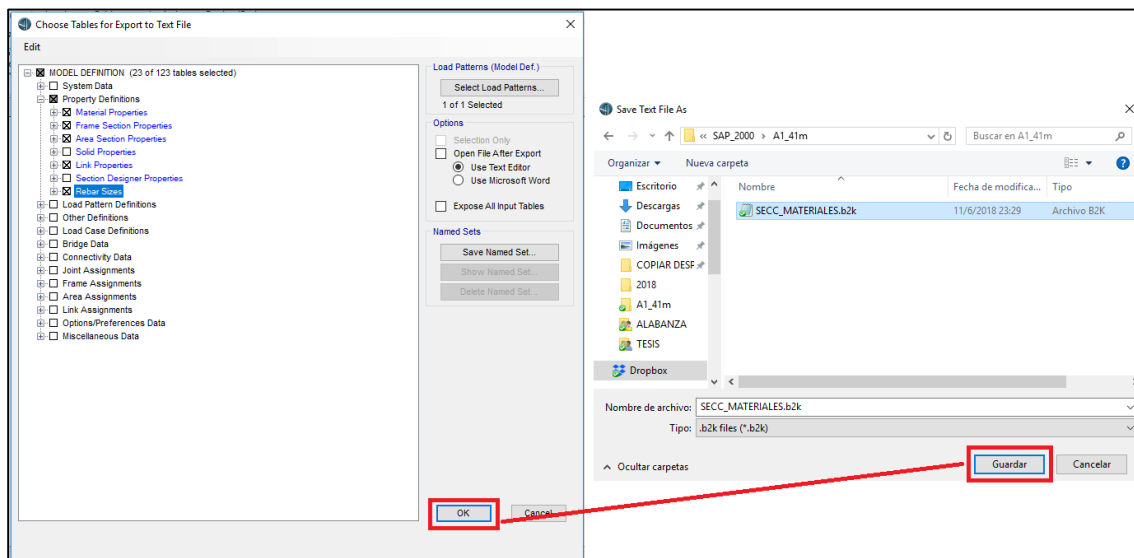 Choose Tables for Export to Text File
Edit
MODEL DEFINITION (23 of 123 tables selected)
System Data
Property Definitions
Material Properties
Frame Section Properties
Area Section Properties
Solid Properties
Link Properties
Section Designer Properties
Rebar Sizes
Load Pattern Definitions
Other Definitions
Load Case Definitions
Bridge Data
Connectivity Data
Joint Assignments
Frame Assignments
Area Assignments
Link Assignments
Options/Preferences Data
Miscellaneous Data
Load Patterns (Model Def.)
Select Load Patterns...
1 of 1 Selected
Options
Selection Only
Open File After Export
Use Text Editor
Use Microsoft Word
Expose All Input Tables
Named Sets
Save Named Set...
Show Named Set...
Delete Named Set...
OK
Cancel
Save Text File As
« SAP_2000 > A1_41m
Buscar en A1_41m
Organizar
Nueva carpeta
Escritorio
Descargas
Documentos
Imágenes
COPIAR DESF
2018
A1_41m
ALABANZA
TESIS
Dropbox
Nombre
Fecha de modifica...
Tipo
SECC_MATERIALES.b2k
11/6/2018 23:29
Archivo B2K
Nombre de archivo: SECC_MATERIALES.b2k
Tipo: .b2k files (*.b2k)
Ocultar carpetas
Guardar
Cancelar